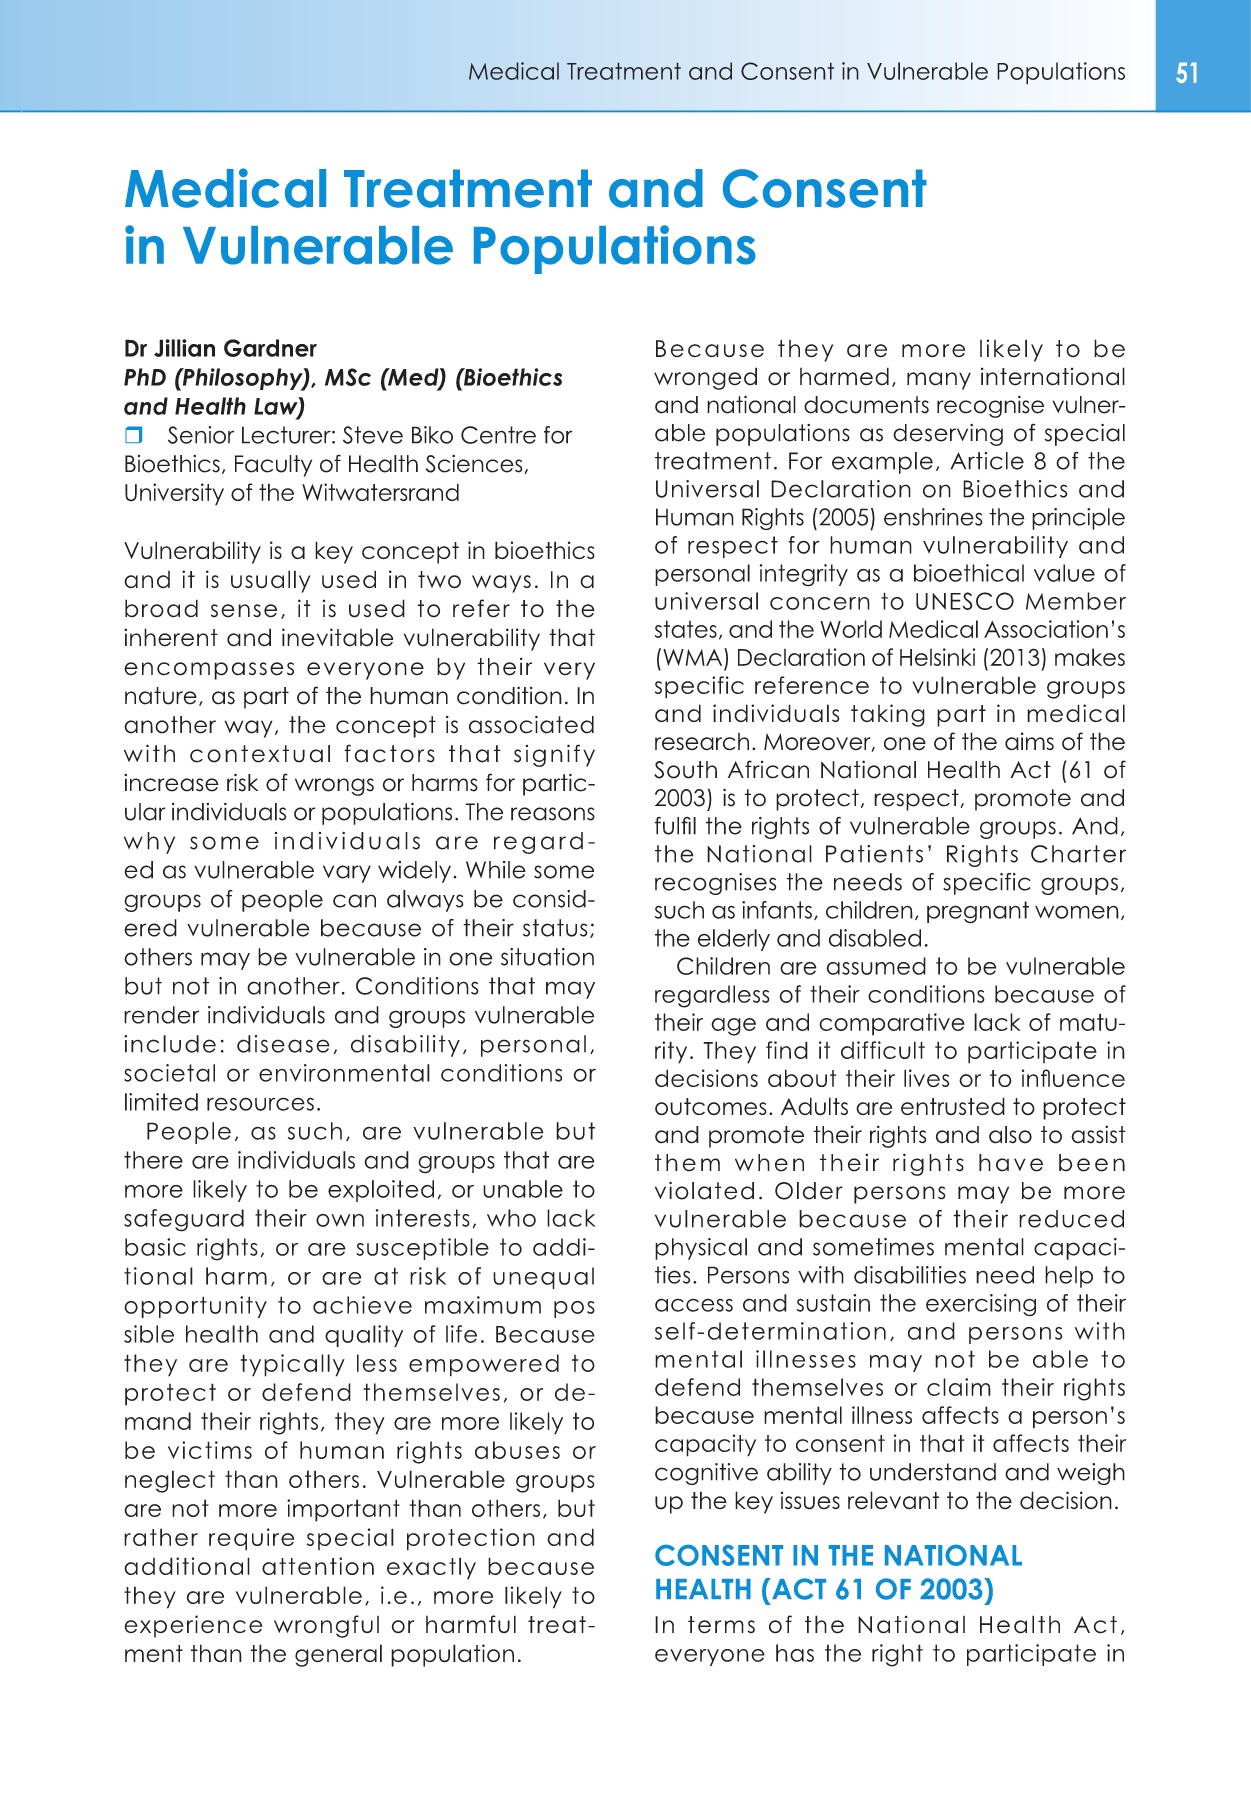 Medical Treatment and Consent in Vulnerable Populations
51
Medical Treatment and Consent
in Vulnerable Populations
Dr Jillian Gardner
PhD (Philosophy), MSc (Med) (Bioethics
and Health Law)
❒ Senior Lecturer: Steve Biko Centre for
Bioethics, Faculty of Health Sciences,
University of the Witwatersrand
Vulnerability is a key concept in bioethics
and it is usually used in two ways. In a
broad sense, it is used to refer to the
inherent and inevitable vulnerability that
encompasses everyone by their very
nature, as part of the human condition. In
another way, the concept is associated
with contextual factors that signify
increase risk of wrongs or harms for partic-
ular individuals or populations. The reasons
why some individuals are regard-
ed as vulnerable vary widely. While some
groups of people can always be consid-
ered vulnerable because of their status;
others may be vulnerable in one situation
but not in another. Conditions that may
render individuals and groups vulnerable
include: disease, disability, personal,
societal or environmental conditions or
limited resources.
People, as such, are vulnerable but
there are individuals and groups that are
more likely to be exploited, or unable to
safeguard their own interests, who lack
basic rights, or are susceptible to addi-
tional harm, or are at risk of unequal
opportunity to achieve maximum pos
sible health and quality of life. Because
they are typically less empowered to
protect or defend themselves, or de-
mand their rights, they are more likely to
be victims of human rights abuses or
neglect than others. Vulnerable groups
are not more important than others, but
rather require special protection and
additional attention exactly because
they are vulnerable, i.e., more likely to
experience wrongful or harmful treat-
ment than the general population.
Because they are more likely to be
wronged or harmed, many international
and national documents recognise vulner-
able populations as deserving of special
treatment. For example, Article 8 of the
Universal Declaration on Bioethics and
Human Rights (2005) enshrines the principle
of respect for human vulnerability and
personal integrity as a bioethical value of
universal concern to UNESCO Member
states, and the World Medical Association’s
(WMA) Declaration of Helsinki (2013) makes
specific reference to vulnerable groups
and individuals taking part in medical
research. Moreover, one of the aims of the
South African National Health Act (61 of
2003) is to protect, respect, promote and
fulfil the rights of vulnerable groups. And,
the National Patients’ Rights Charter
recognises the needs of specific groups,
such as infants, children, pregnant women,
the elderly and disabled.
Children are assumed to be vulnerable
regardless of their conditions because of
their age and comparative lack of matu-
rity. They find it difficult to participate in
decisions about their lives or to influence
outcomes. Adults are entrusted to protect
and promote their rights and also to assist
them when their rights have been
violated. Older persons may be more
vulnerable because of their reduced
physical and sometimes mental capaci-
ties. Persons with disabilities need help to
access and sustain the exercising of their
self-determination, and persons with
mental illnesses may not be able to
defend themselves or claim their rights
because mental illness affects a person’s
capacity to consent in that it affects their
cognitive ability to understand and weigh
up the key issues relevant to the decision.
CONSENT IN THE NATIONAL
HEALTH (ACT 61 OF 2003)
In terms of the National Health Act,
everyone has the right to participate in